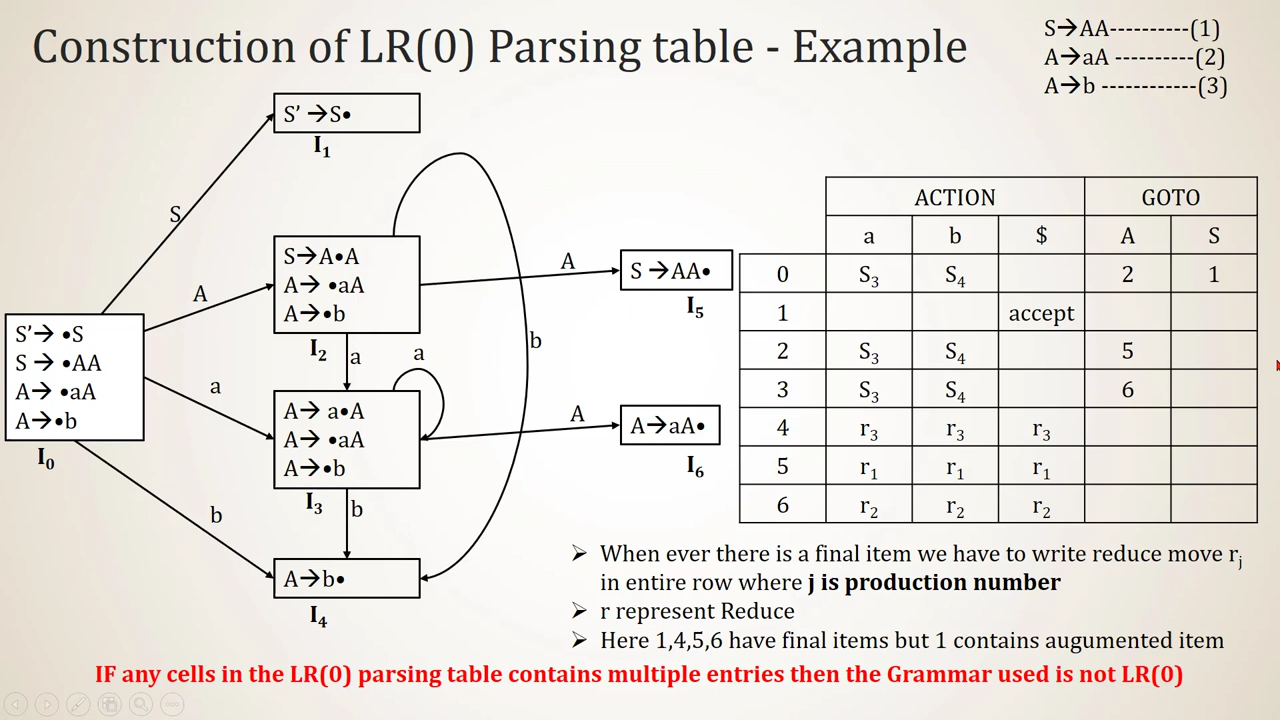 Construction of LR(0) Parsing table - Example
S→AA----------(1)
A→aA ----------(2)
A→b ------------(3)
S' →S•
I₁
S
A
a
b
S'→ •S
S → •AA
A→ •aA
A→•b
I₀
S→A•A
A→ •aA
A→•b
I₂
a
a
A→ a•A
A→ •aA
A→•b
I₃
b
A→b•
I₄
b
A
S →AA•
I₅
A
A→aA•
I₆
ACTION GOTO
a b $ A S
0 S₃ S₄ 2 1
1 accept
2 S₃ S₄ 5
3 S₃ S₄ 6
4 r₃ r₃ r₃
5 r₁ r₁ r₁
6 r₂ r₂ r₂
➢ When ever there is a final item we have to write reduce move rⱼ
in entire row where j is production number
➢ r represent Reduce
➢ Here 1,4,5,6 have final items but 1 contains augumented item
IF any cells in the LR(0) parsing table contains multiple entries then the Grammar used is not LR(0)